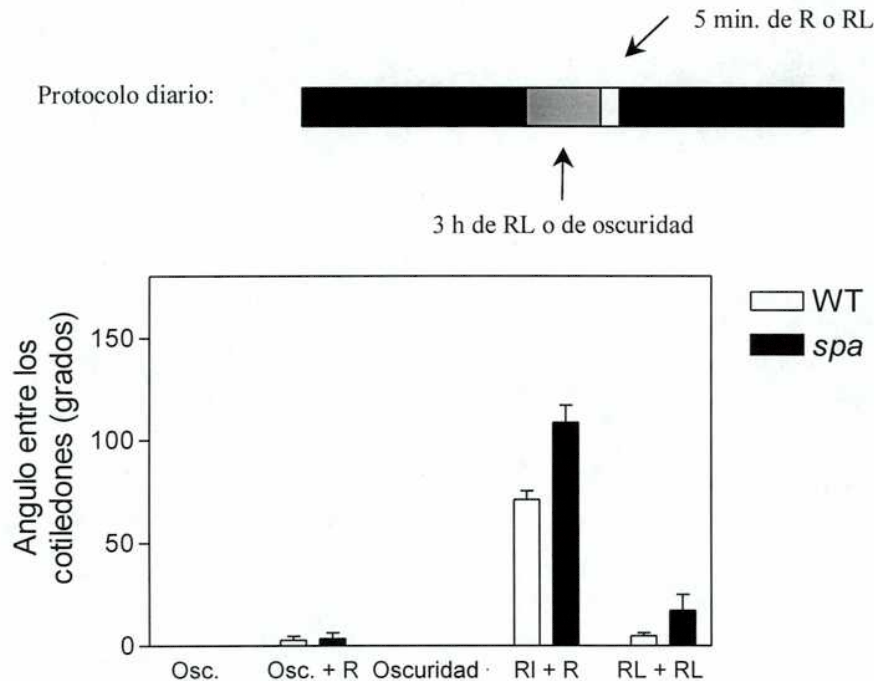 5 min. de R o RL
Protocolo diario:
3 h de RL o de oscuridad
WT
spa
Angulo entre los
cotiledones (grados)
150
100
50
0
Osc. Osc. + R Oscuridad RI + R RL + RL